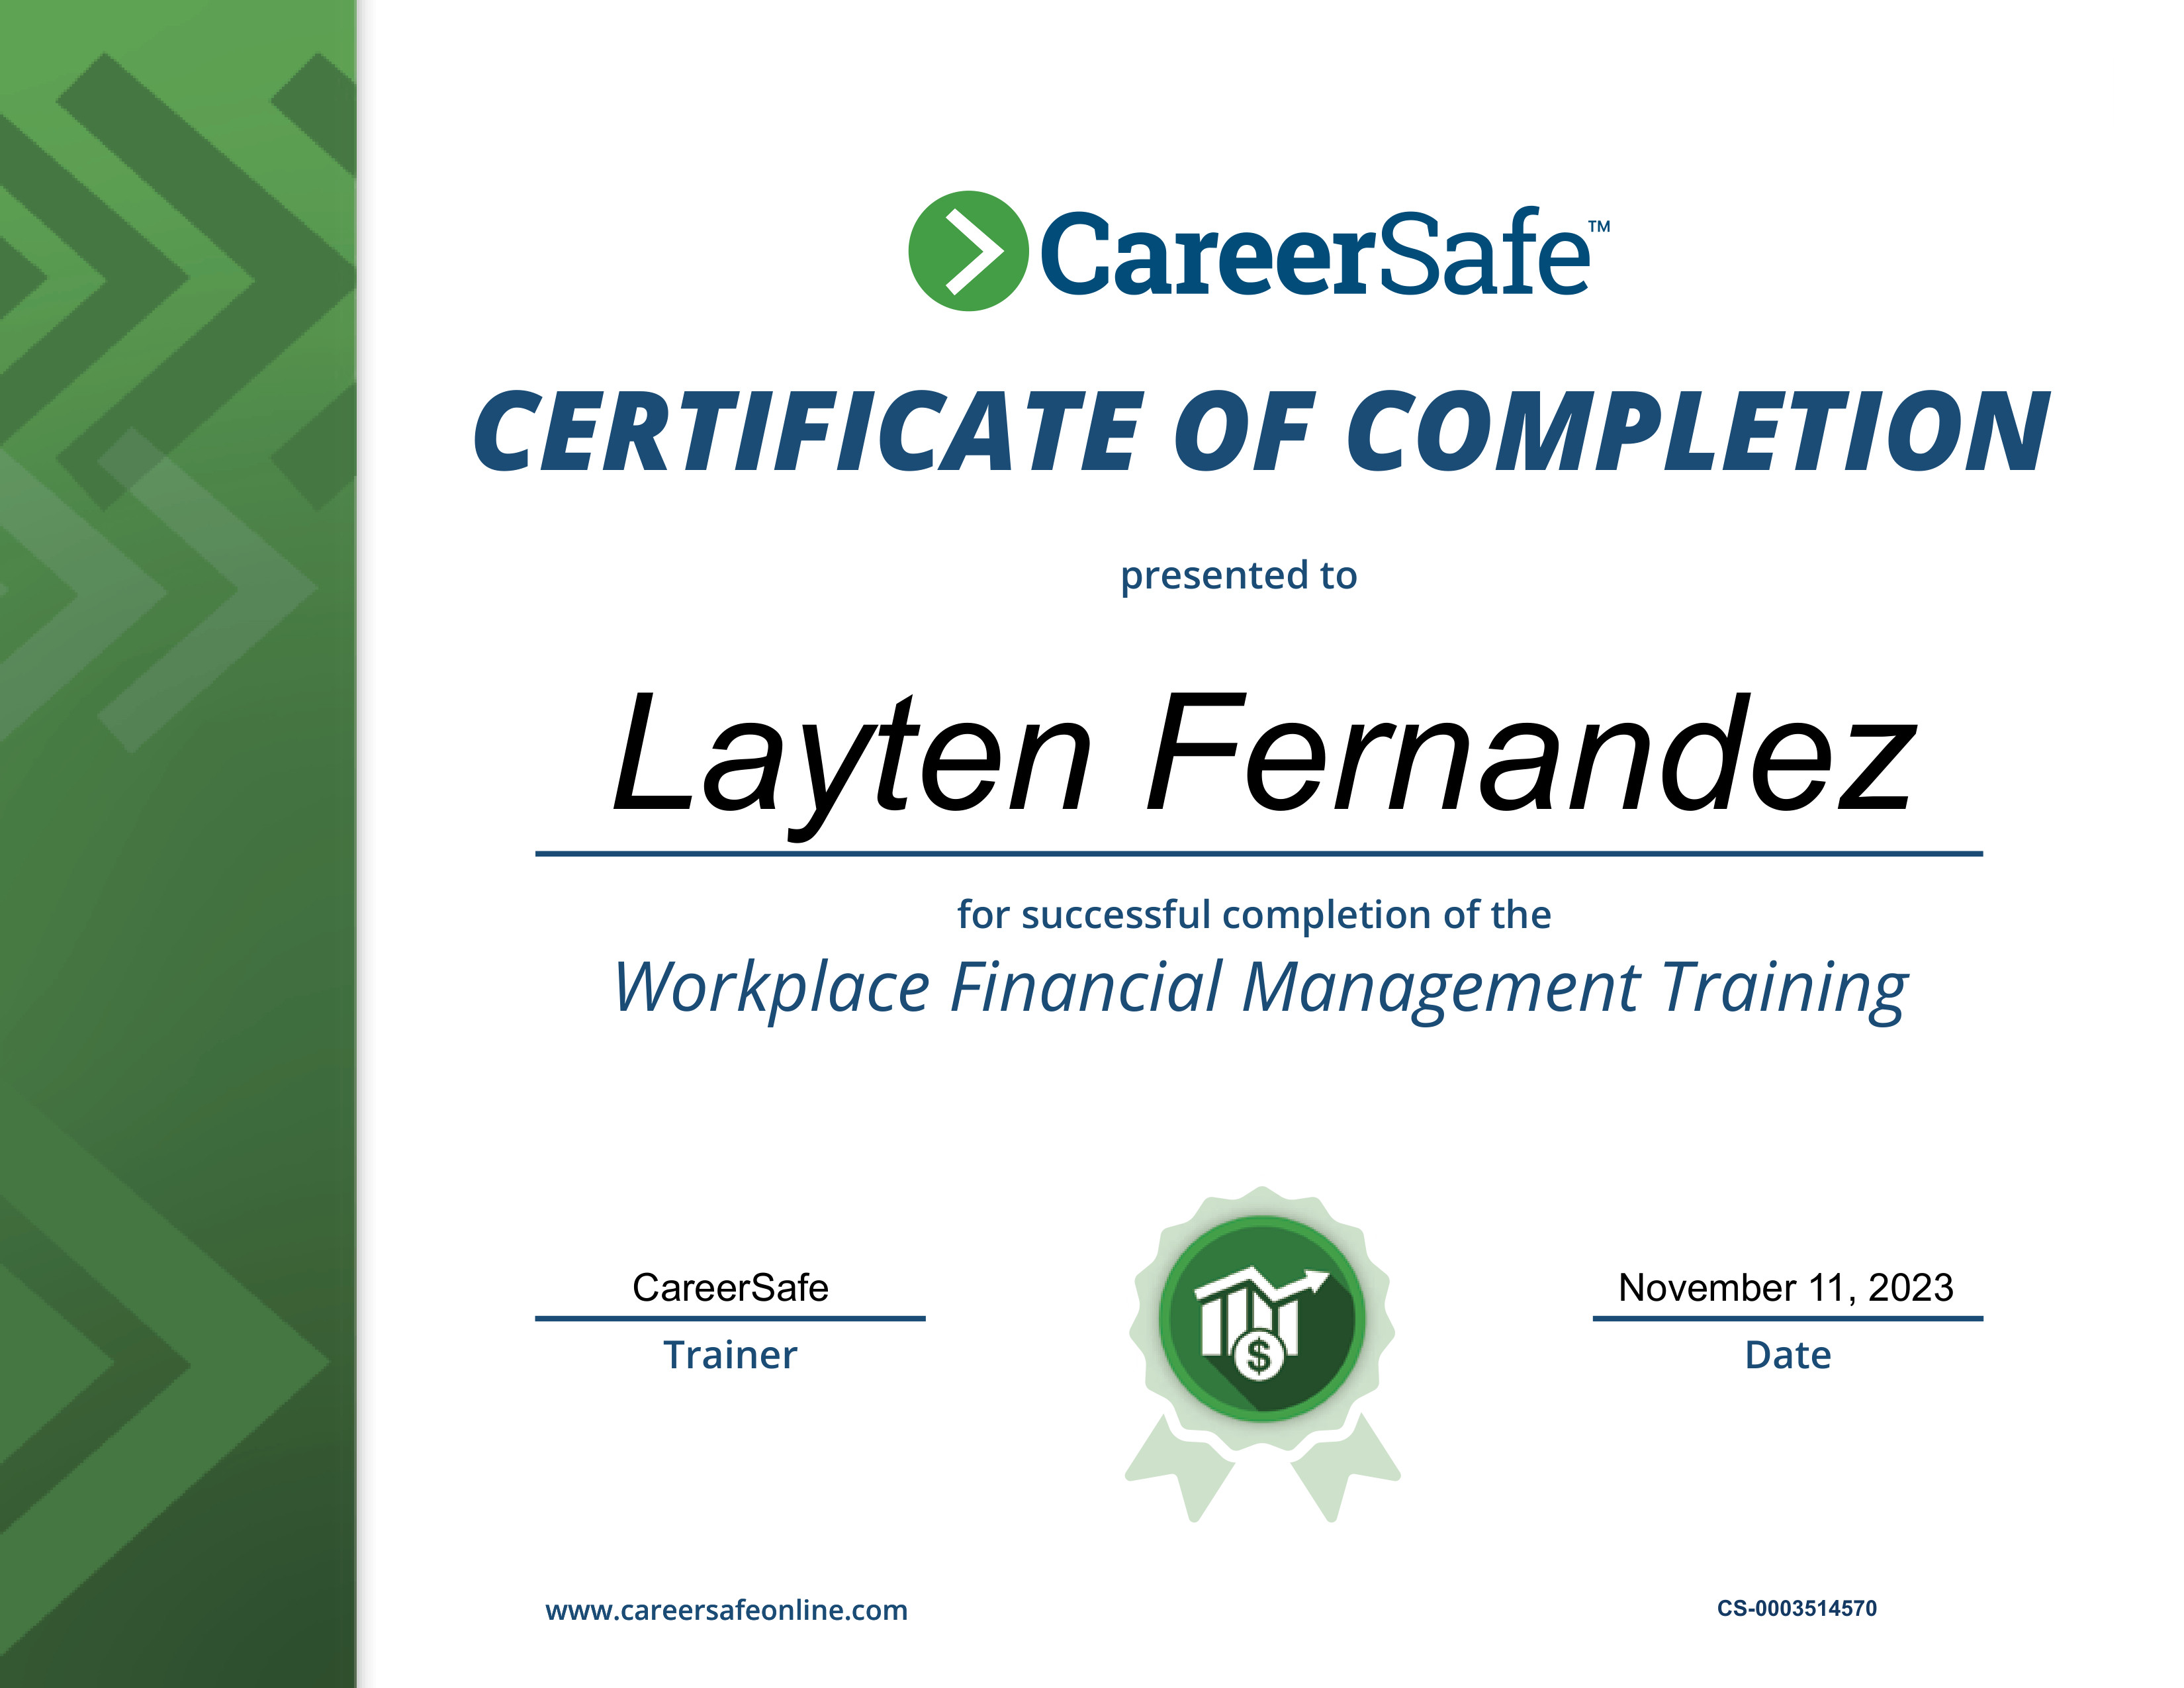 CareerSafe™
CERTIFICATE OF COMPLETION
presented to
Layten Fernandez
for successful completion of the
Workplace Financial Management Training
CareerSafe
Trainer
$
November 11, 2023
Date
www.careersafeonline.com
CS-0003514570